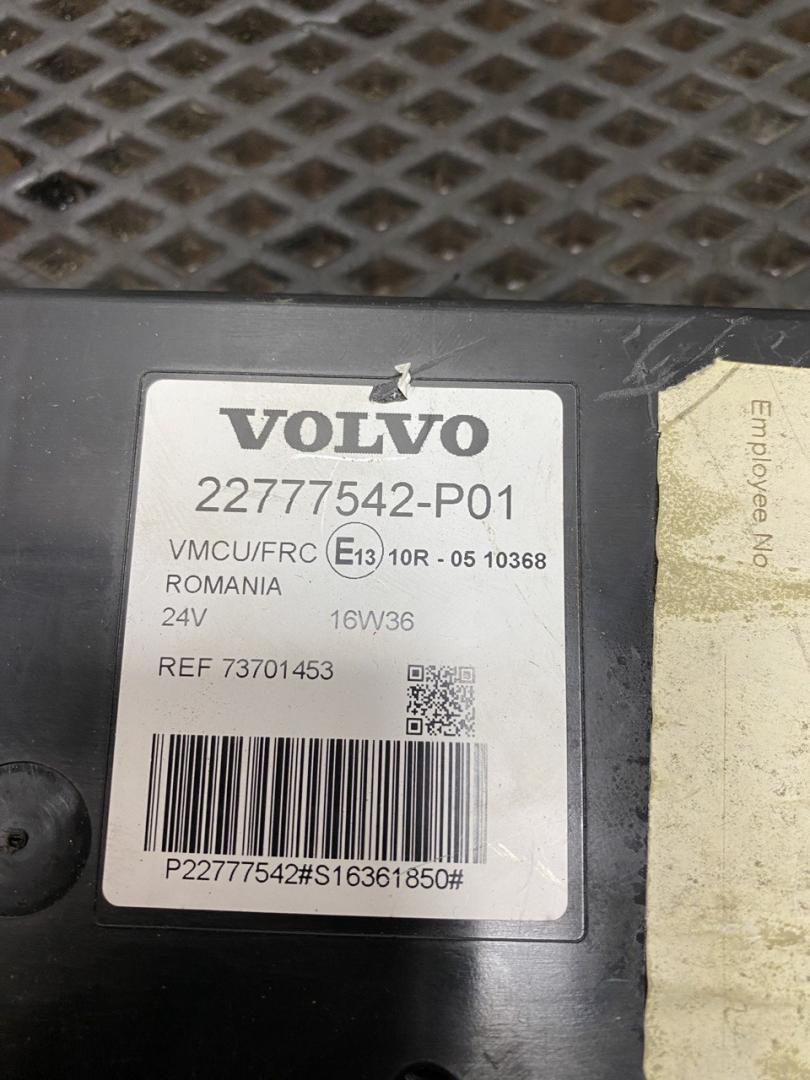 VOLVO
22777542-P01
VMCU/FRC E13 10R - 05 10368
ROMANIA
24V 16W36
REF 73701453
P22777542#S16361850#
Employee No